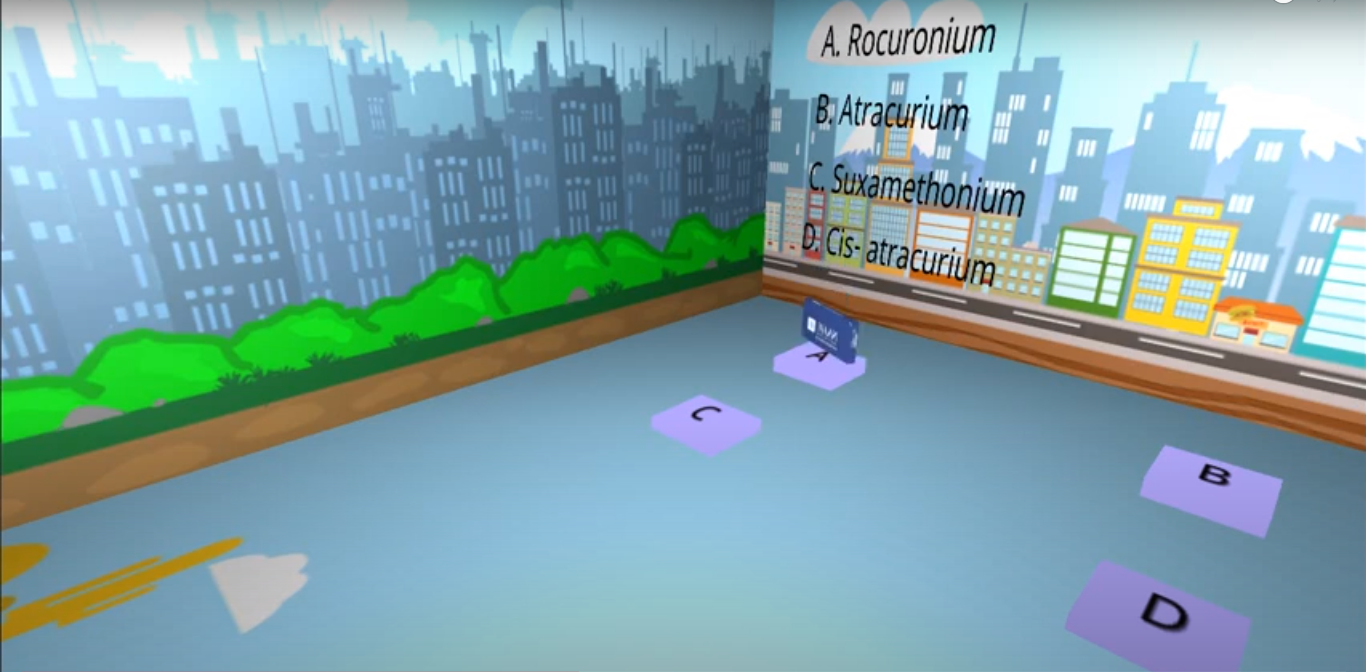 A. Rocuronium
B. Atracurium
C. Suxamethonium
D. Cis- atracurium
A
C
B
D